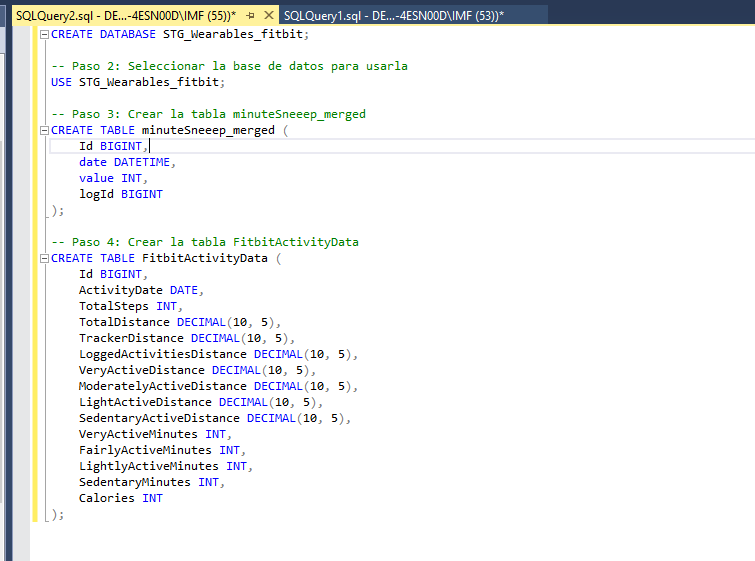 SQLQuery2.sql - DE...-4ESN00D\IMF (55))* SQLQuery1.sql - DE...-4ESN00D\IMF (53))*
CREATE DATABASE STG_Wearables_fitbit;
-- Paso 2: Seleccionar la base de datos para usarla
USE STG_Wearables_fitbit;
-- Paso 3: Crear la tabla minuteSneeep_merged
CREATE TABLE minuteSneeep_merged (
Id BIGINT,
date DATETIME,
value INT,
logId BIGINT
);
-- Paso 4: Crear la tabla FitbitActivityData
CREATE TABLE FitbitActivityData (
Id BIGINT,
ActivityDate DATE,
TotalSteps INT,
TotalDistance DECIMAL(10, 5),
TrackerDistance DECIMAL(10, 5),
LoggedActivitiesDistance DECIMAL(10, 5),
VeryActiveDistance DECIMAL(10, 5),
ModeratelyActiveDistance DECIMAL(10, 5),
LightActiveDistance DECIMAL(10, 5),
SedentaryActiveDistance DECIMAL(10, 5),
VeryActiveMinutes INT,
FairlyActiveMinutes INT,
LightlyActiveMinutes INT,
SedentaryMinutes INT,
Calories INT
);